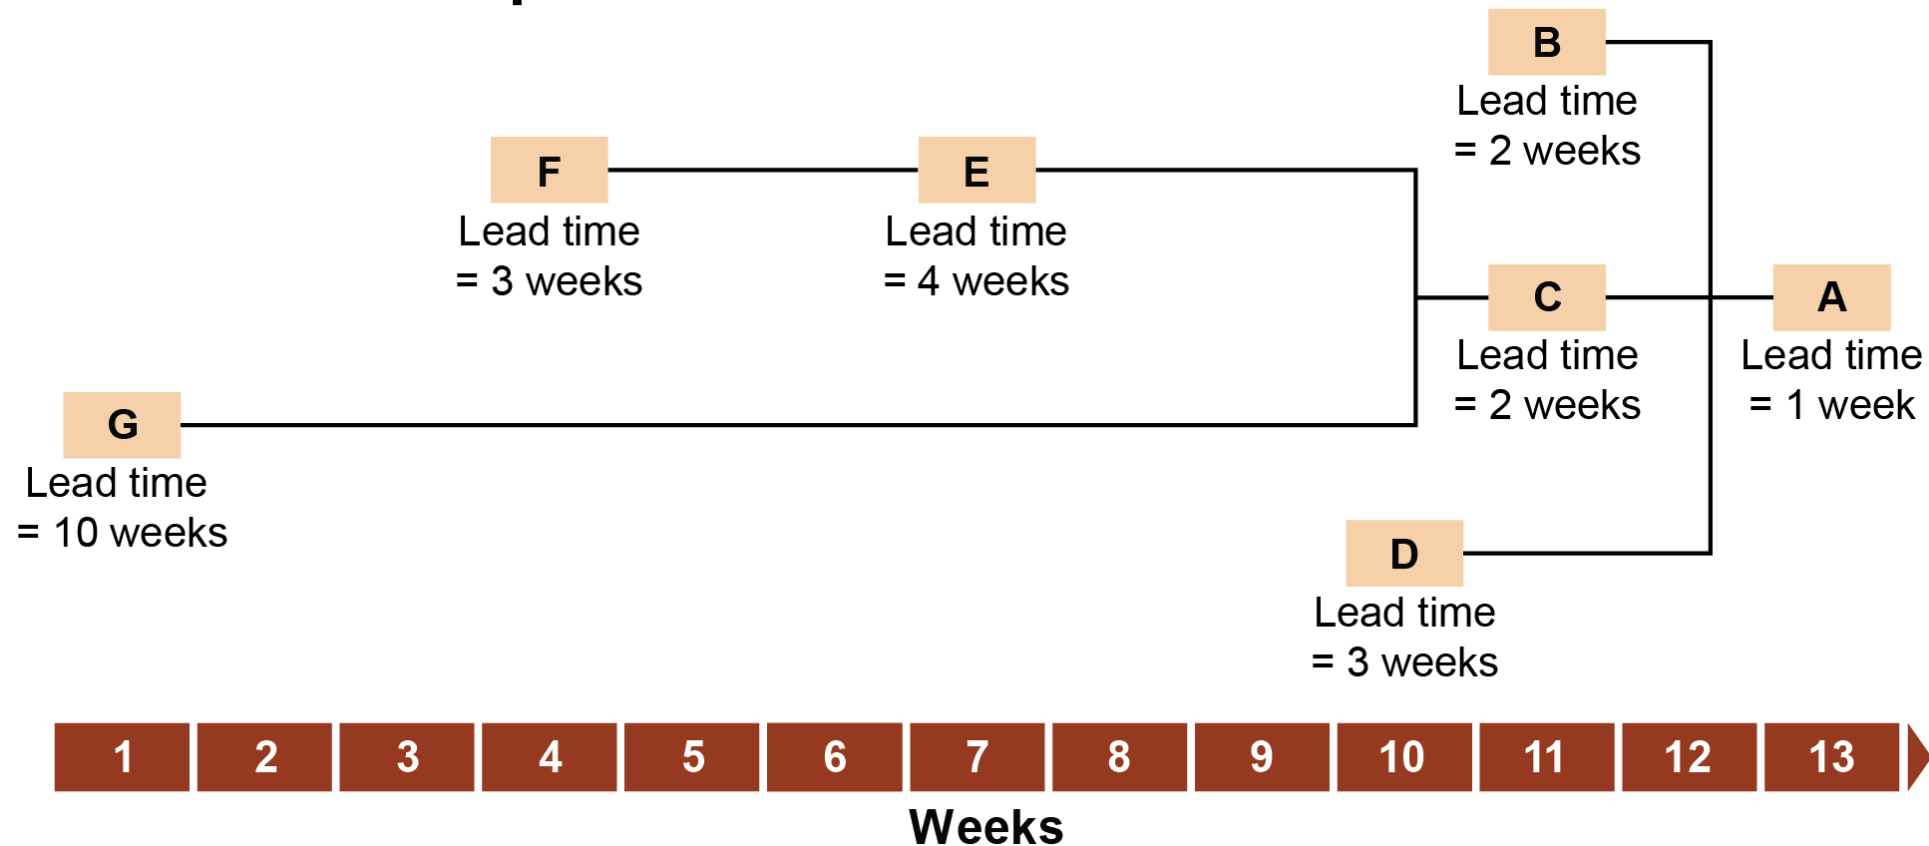 B
Lead time
= 2 weeks
F
Lead time
= 3 weeks
E
Lead time
= 4 weeks
C
Lead time
= 2 weeks
A
Lead time
= 1 week
G
Lead time
= 10 weeks
D
Lead time
= 3 weeks
1 2 3 4 5 6 7 8 9 10 11 12 13
Weeks